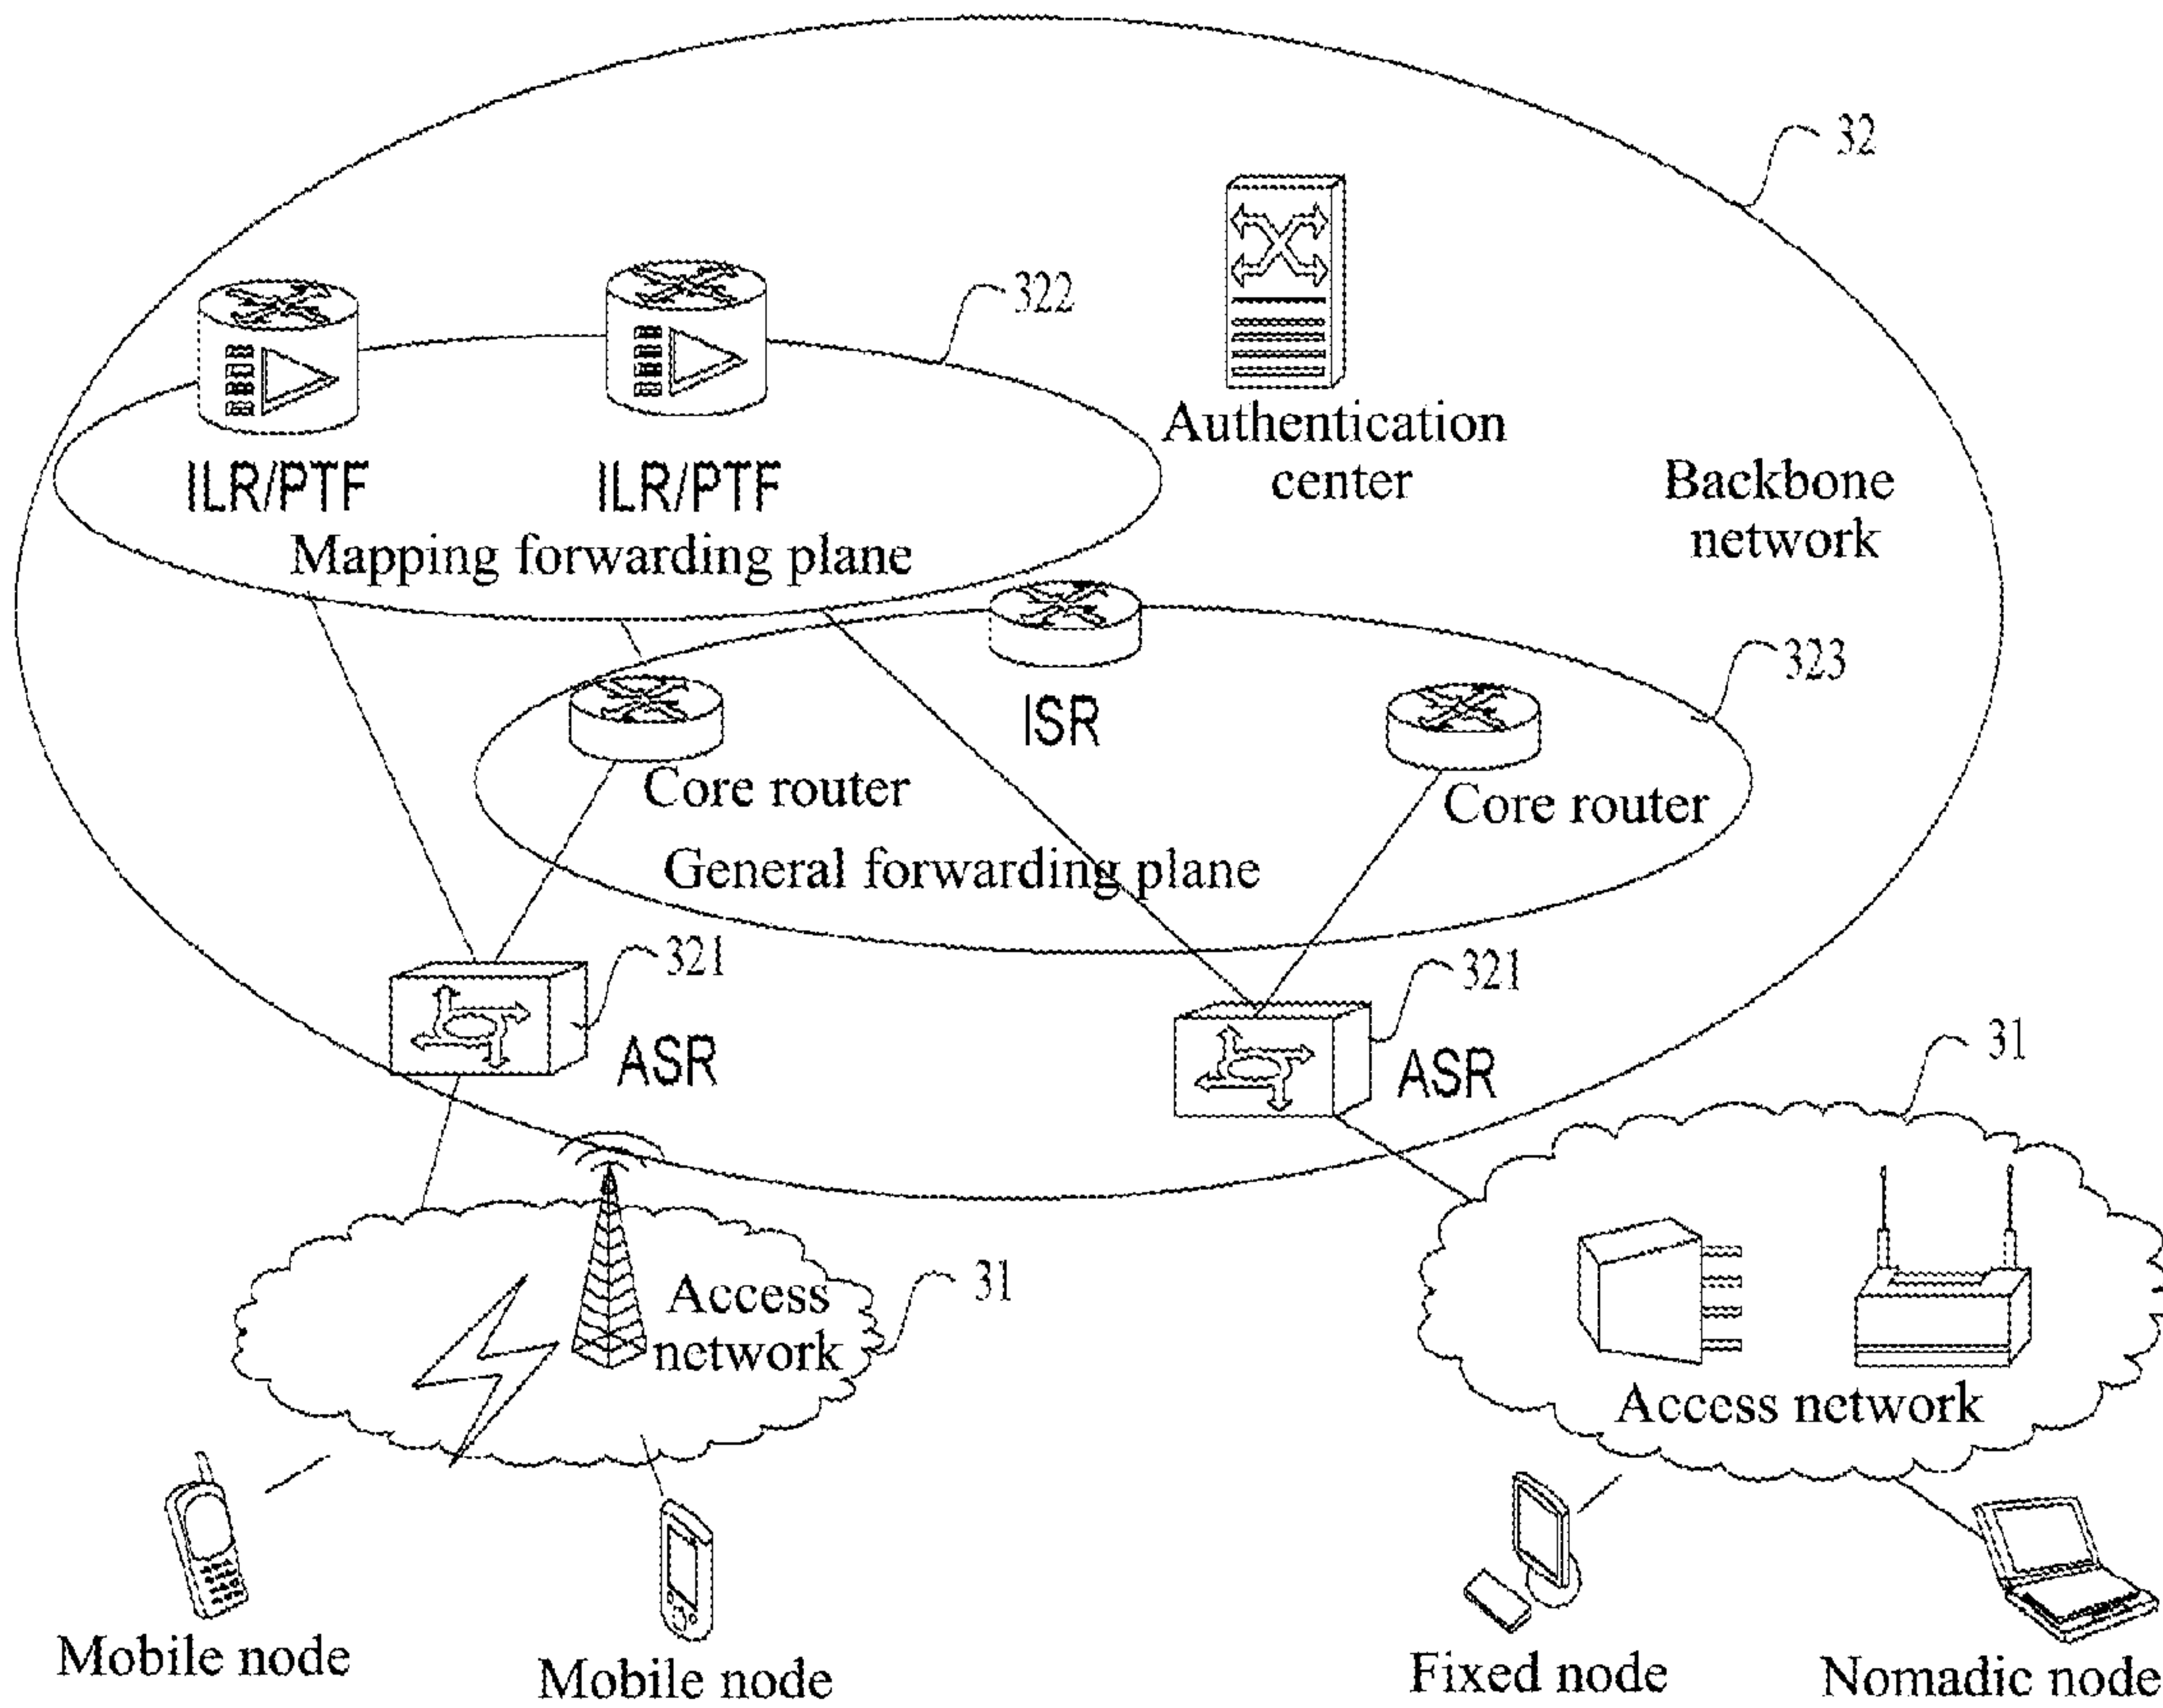 32
322
Authentication
center
ILR/PTF
ILR/PTF
Backbone
network
Mapping forwarding plane
323
ISR
Core router
Core router
General forwarding plane
321
321
ASR
ASR
31
31
Access
network
Access network
Mobile node
Mobile node
Fixed node
Nomadic node